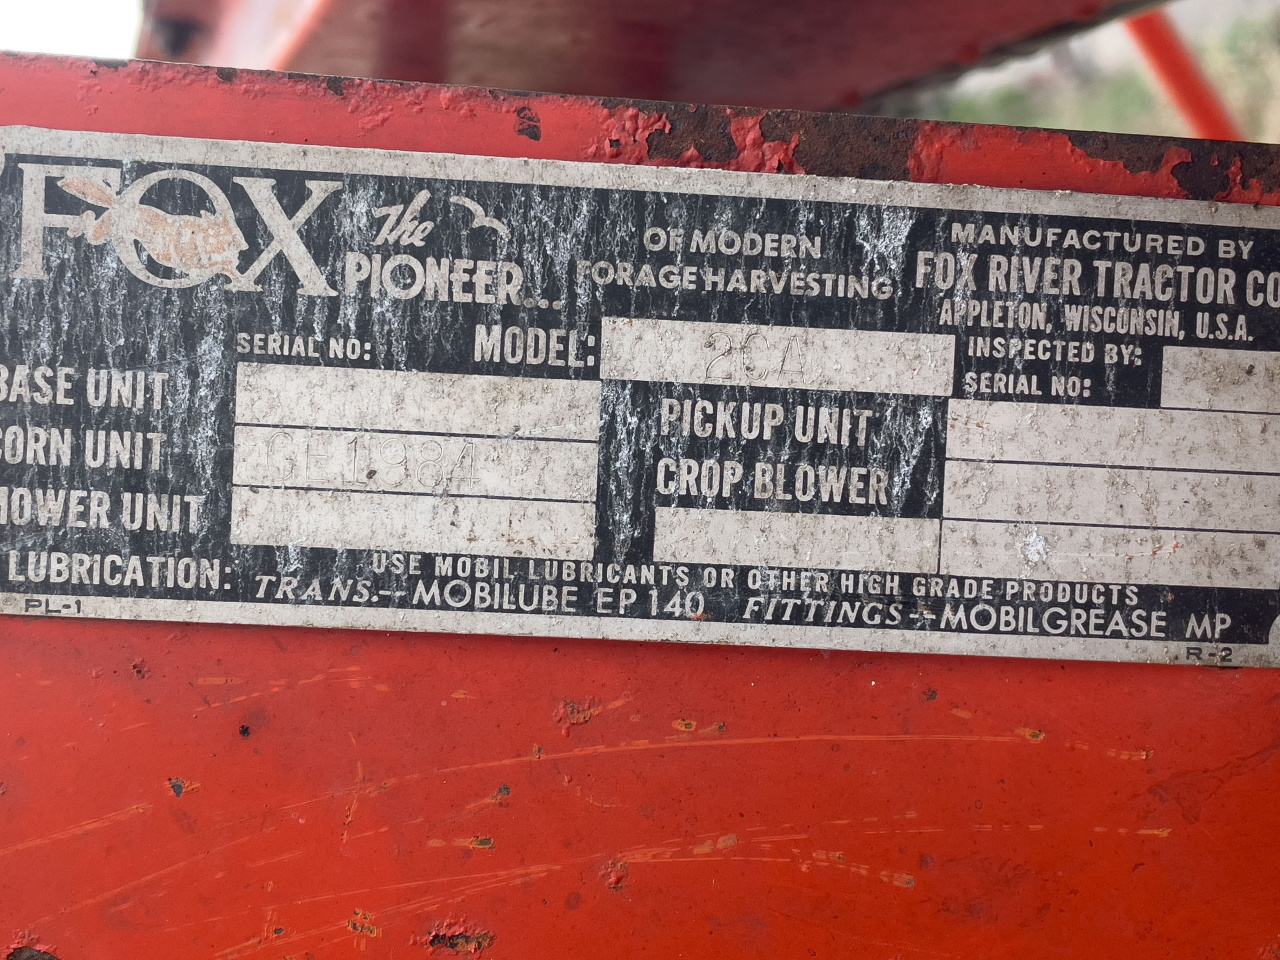 FOX The PIONEER... OF MODERN FORAGE HARVESTING
MANUFACTURED BY
FOX RIVER TRACTOR CO
APPLETON, WISCONSIN, U.S.A.
SERIAL NO: MODEL: 2CA INSPECTED BY:
SERIAL NO:
BASE UNIT PICKUP UNIT
CORN UNIT GE1984 CROP BLOWER
MOWER UNIT
LUBRICATION: USE MOBIL LUBRICANTS OR OTHER HIGH GRADE PRODUCTS
TRANS.--MOBILUBE EP 140 FITTINGS--MOBILGREASE MP
PL-1 R-2